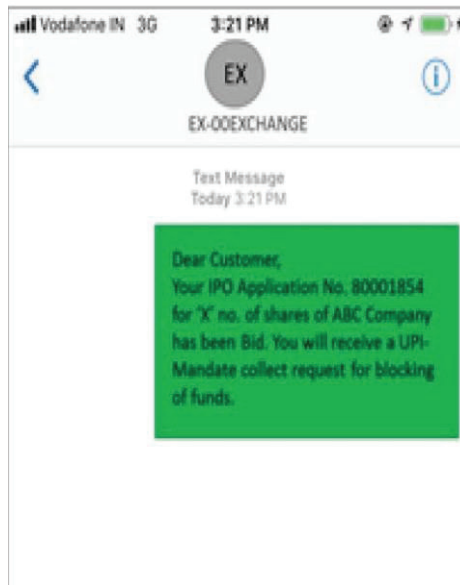 Vodafone IN 3G 3:21 PM
EX
EX-00EXCHANGE
Text Message
Today 3:21 PM
Dear Customer,
Your IPO Application No. 80001854
for 'X' no. of shares of ABC Company
has been Bid. You will receive a UPI-
Mandate collect request for blocking
of funds.